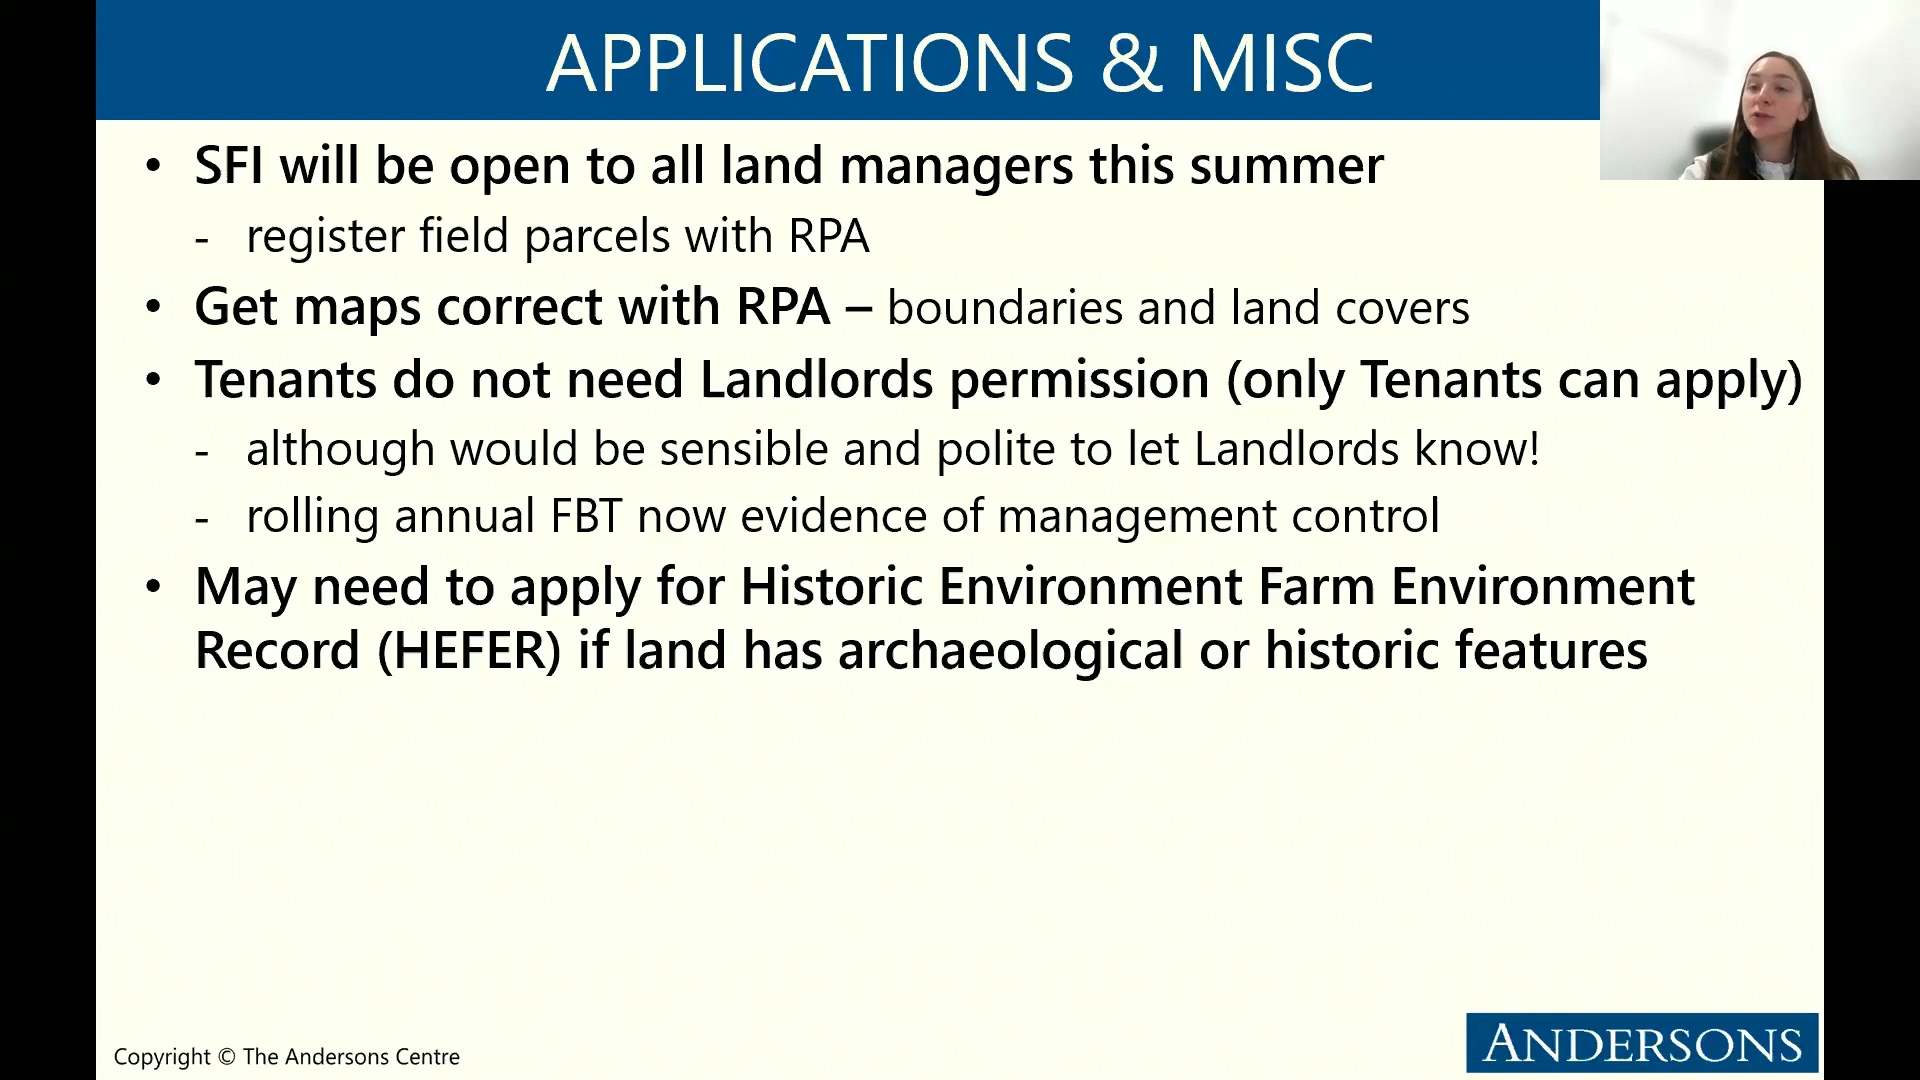 APPLICATIONS & MISC
• SFI will be open to all land managers this summer
- register field parcels with RPA
• Get maps correct with RPA – boundaries and land covers
• Tenants do not need Landlords permission (only Tenants can apply)
- although would be sensible and polite to let Landlords know!
- rolling annual FBT now evidence of management control
• May need to apply for Historic Environment Farm Environment
Record (HEFER) if land has archaeological or historic features
Copyright © The Andersons Centre
ANDERSONS